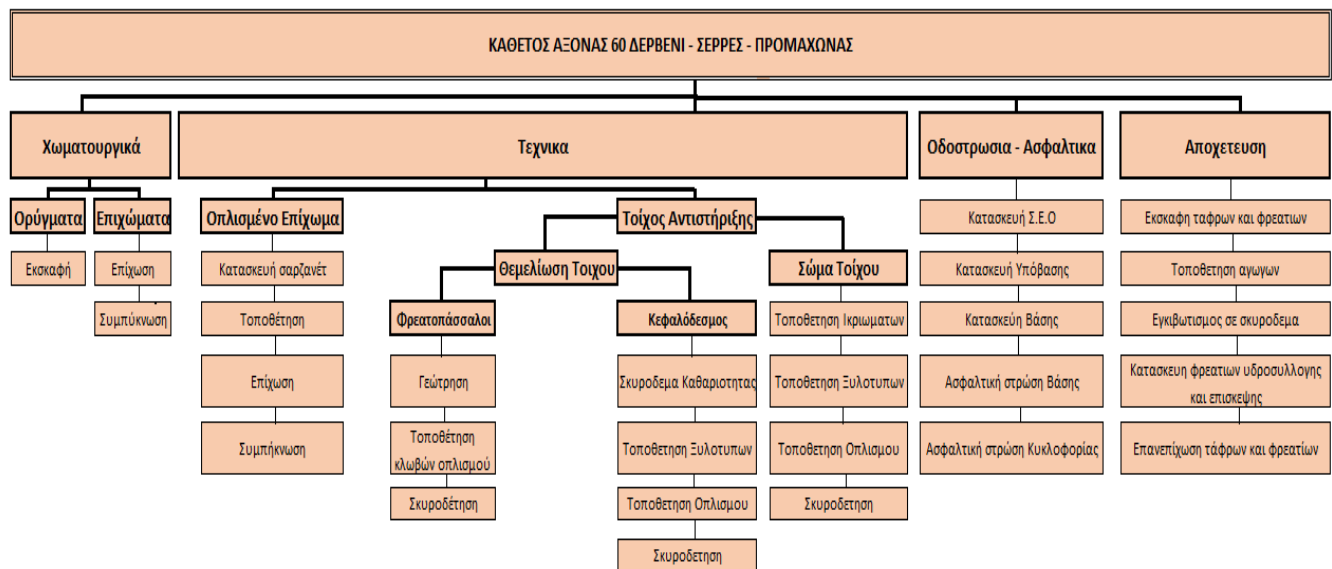 ΚΑΘΕΤΟΣ ΑΞΟΝΑΣ 60 ΔΕΡΒΕΝΙ - ΣΕΡΡΕΣ - ΠΡΟΜΑΧΩΝΑΣ
Χωματουργικά
Τεχνικα
Οδοστρωσια - Ασφαλτικα
Αποχετευση
Ορύγματα
Επιχώματα
Οπλισμένο Επίχωμα
Τοίχος Αντιστήριξης
Κατασκευή Σ.Ε.Ο
Εκσκαφη ταφρων και φρεατιων
Εκσκαφή
Επίχωση
Κατασκευή σαρζανέτ
Θεμελίωση Τοιχου
Σώμα Τοίχου
Κατασκευή Υπόβασης
Τοποθετηση αγωγων
Συμπύκνωση
Τοποθέτηση
Φρεατοπάσσαλοι
Κεφαλόδεσμος
Τοποθετηση Ικριωματων
Κατασκεύη Βάσης
Εγκιβωτισμος σε σκυροδεμα
Επίχωση
Γεώτρηση
Σκυροδεμα Καθαριοτητας
Τοποθετηση Ξυλοτυπων
Ασφαλτική στρώση Βάσης
Κατασκευη φρεατιων υδροσυλλογης
και επισκεψης
Συμπήκνωση
Τοποθέτηση
κλωβών οπλισμού
Τοποθετηση Ξυλοτυπων
Τοποθετηση Οπλισμου
Ασφαλτική στρώση Κυκλοφορίας
Επανεπίχωση τάφρων και φρεατίων
Σκυροδέτηση
Τοποθετηση Οπλισμου
Σκυροδετηση
Σκυροδετηση